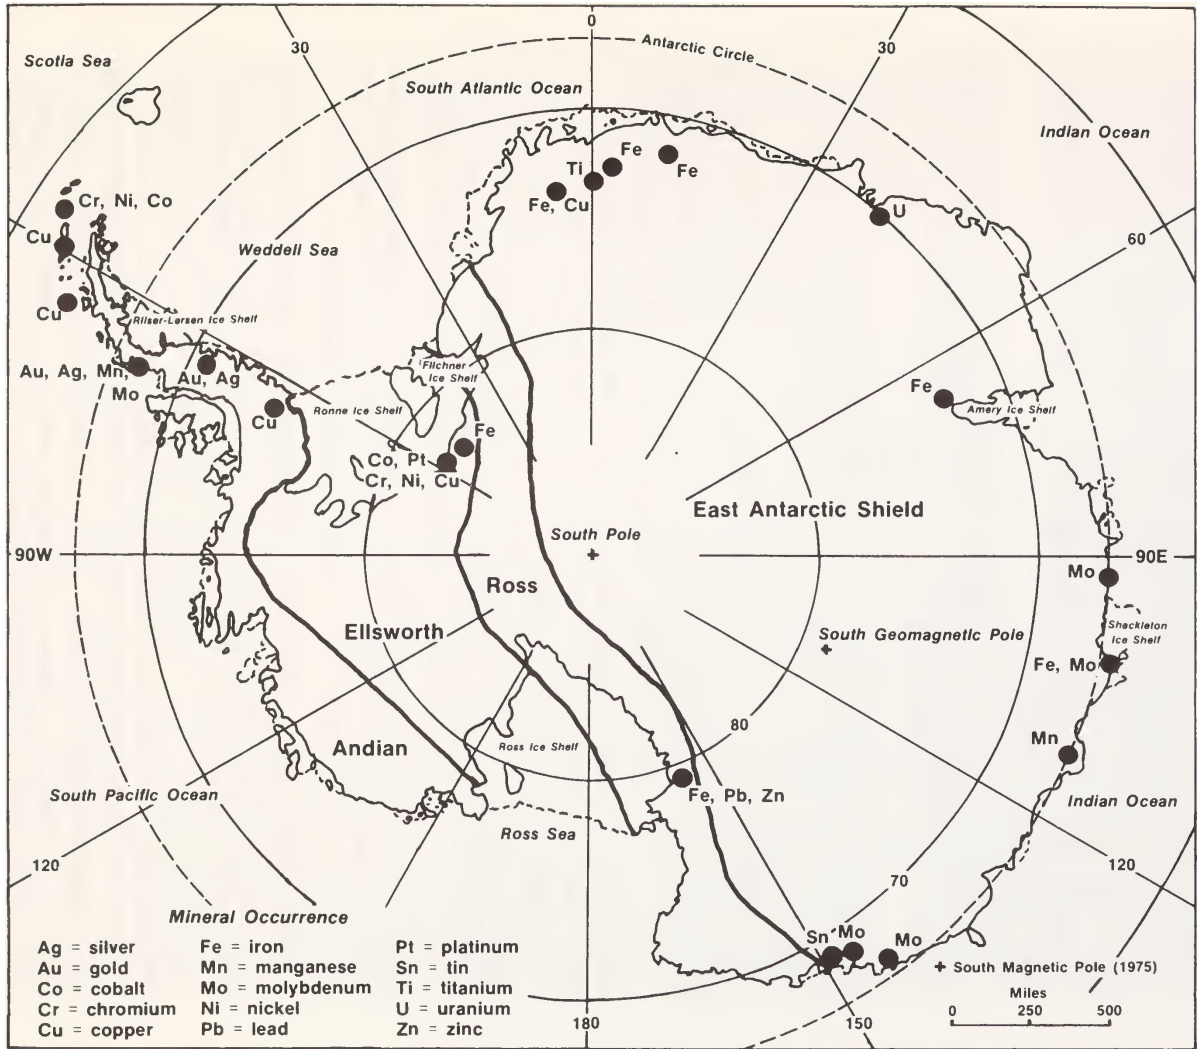 0
30
30
Antarctic Circle
Scotia Sea
South Atlantic Ocean
Indian Ocean
Fe
Ti
Fe
Fe, Cu
Cr, Ni, Co
U
Cu
Weddell Sea
60
Cu
Riiser-Larsen Ice Shelf
Au, Ag, Mn,
Mo
Au, Ag
Filchner
Ice Shelf
Fe
Amery Ice Shelf
Ronne Ice Shelf
Cu
Fe
Co, Pt
Cr, Ni, Cu
East Antarctic Shield
South Pole
90W
90E
Mo
Ross
Shackleton
Ice Shelf
Ellsworth
South Geomagnetic Pole
Fe, Mo
80
Mn
Andian
Ross Ice Shelf
South Pacific Ocean
Fe, Pb, Zn
Indian Ocean
Ross Sea
120
120
70
Mineral Occurrence
Ag = silver
Au = gold
Co = cobalt
Cr = chromium
Cu = copper
Fe = iron
Mn = manganese
Mo = molybdenum
Ni = nickel
Pb = lead
Pt = platinum
Sn = tin
Ti = titanium
U = uranium
Zn = zinc
Sn
Mo
Mo
South Magnetic Pole (1975)
Miles
0 250 500
180
150